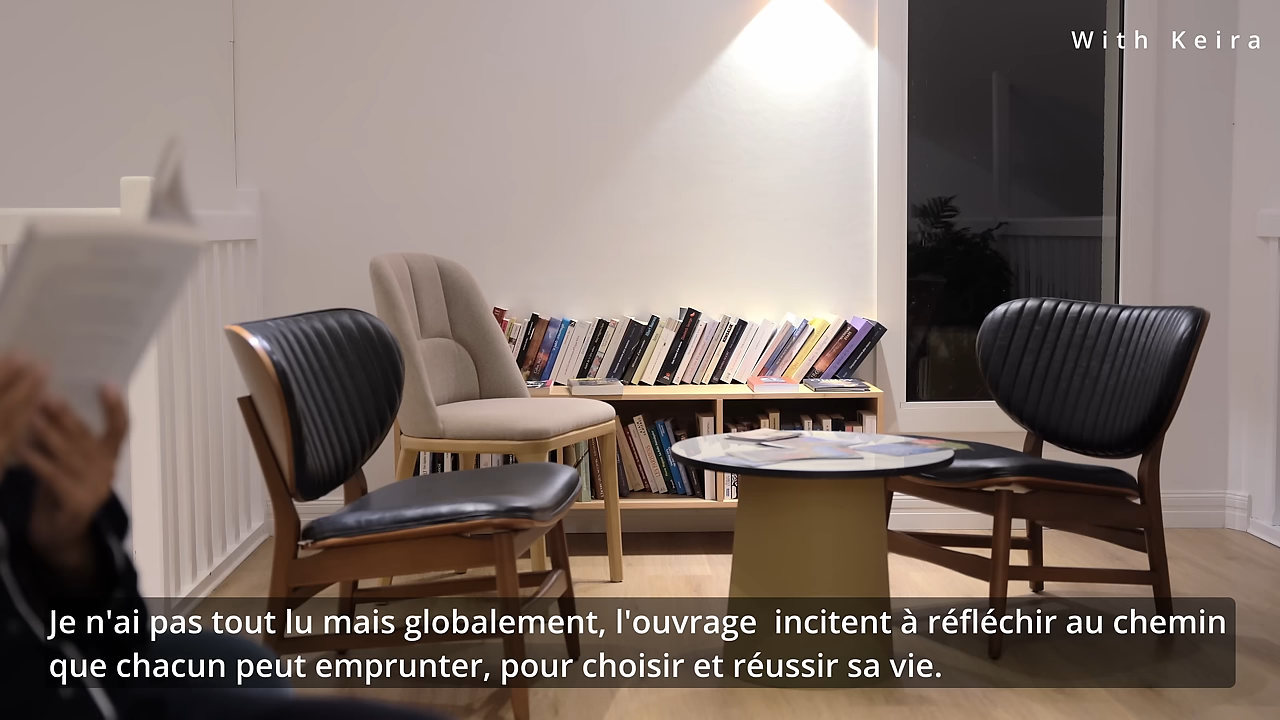 With Keira
Je n'ai pas tout lu mais globalement, l'ouvrage  incitent à réfléchir au chemin
que chacun peut emprunter, pour choisir et réussir sa vie.